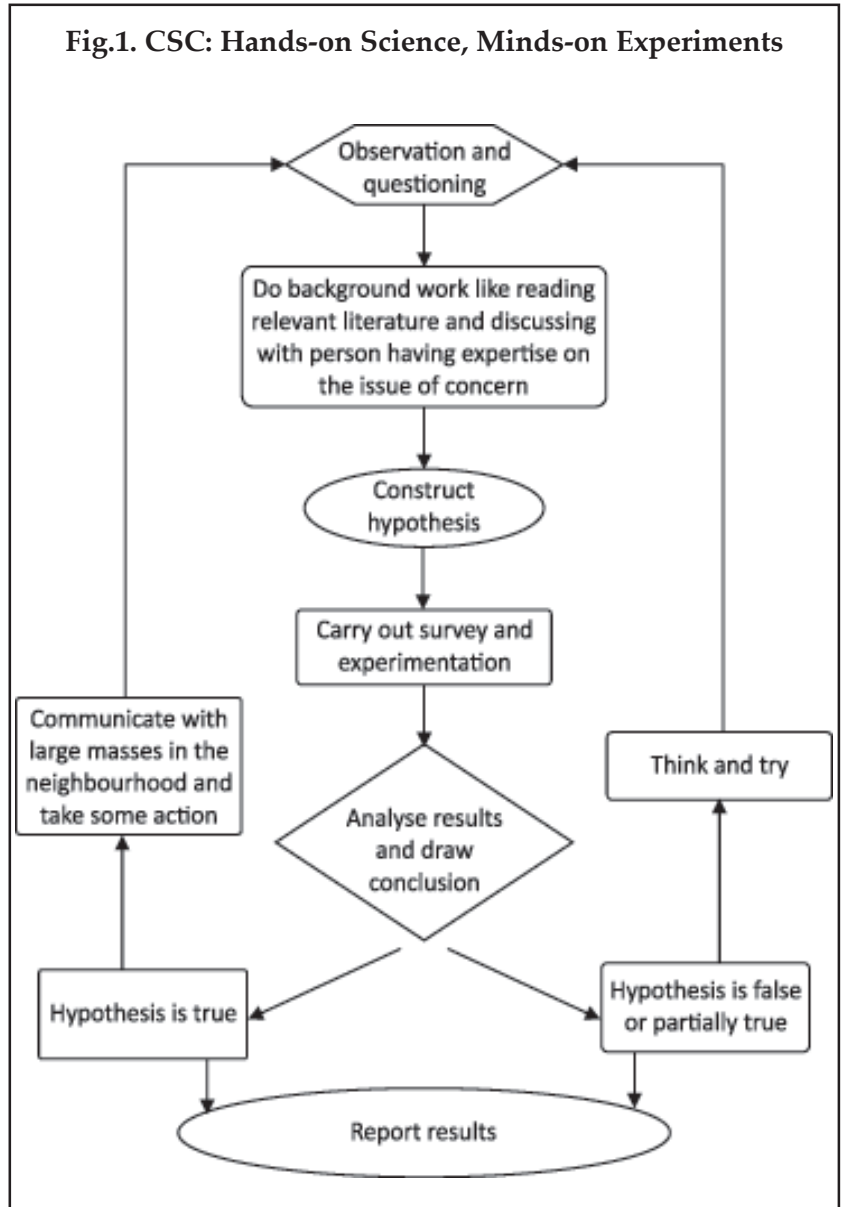 Fig.1. CSC: Hands-on Science, Minds-on Experiments
Observation and
questioning
Do background work like reading
relevant literature and discussing
with person having expertise on
the issue of concern
Construct
hypothesis
Carry out survey and
experimentation
Communicate with
large masses in the
neighbourhood and
take some action
Think and try
Analyse results
and draw
conclusion
Hypothesis is true
Hypothesis is false
or partially true
Report results